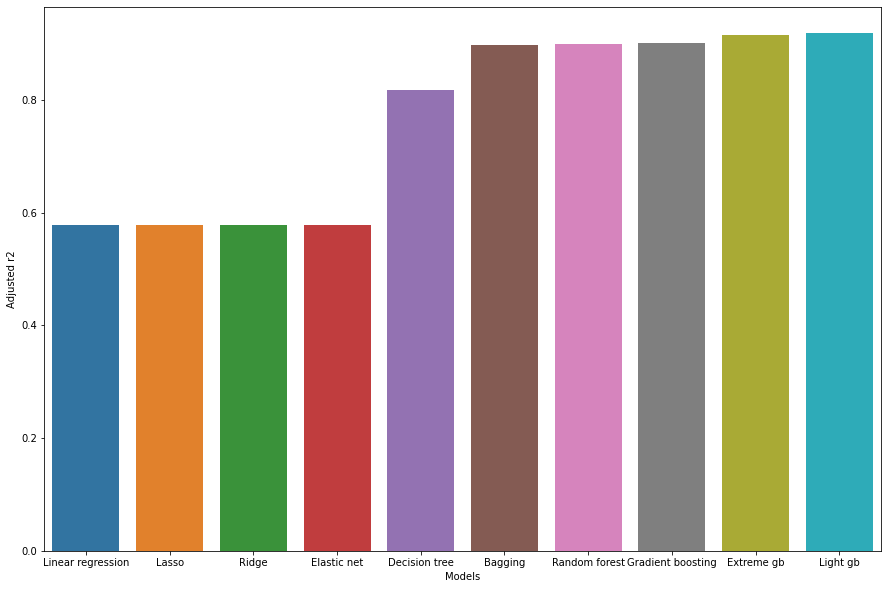 Adjusted r2
0.8
0.6
0.4
0.2
0.0
Linear regression Lasso Ridge Elastic net Decision tree Bagging Random forest Gradient boosting Extreme gb Light gb
Models